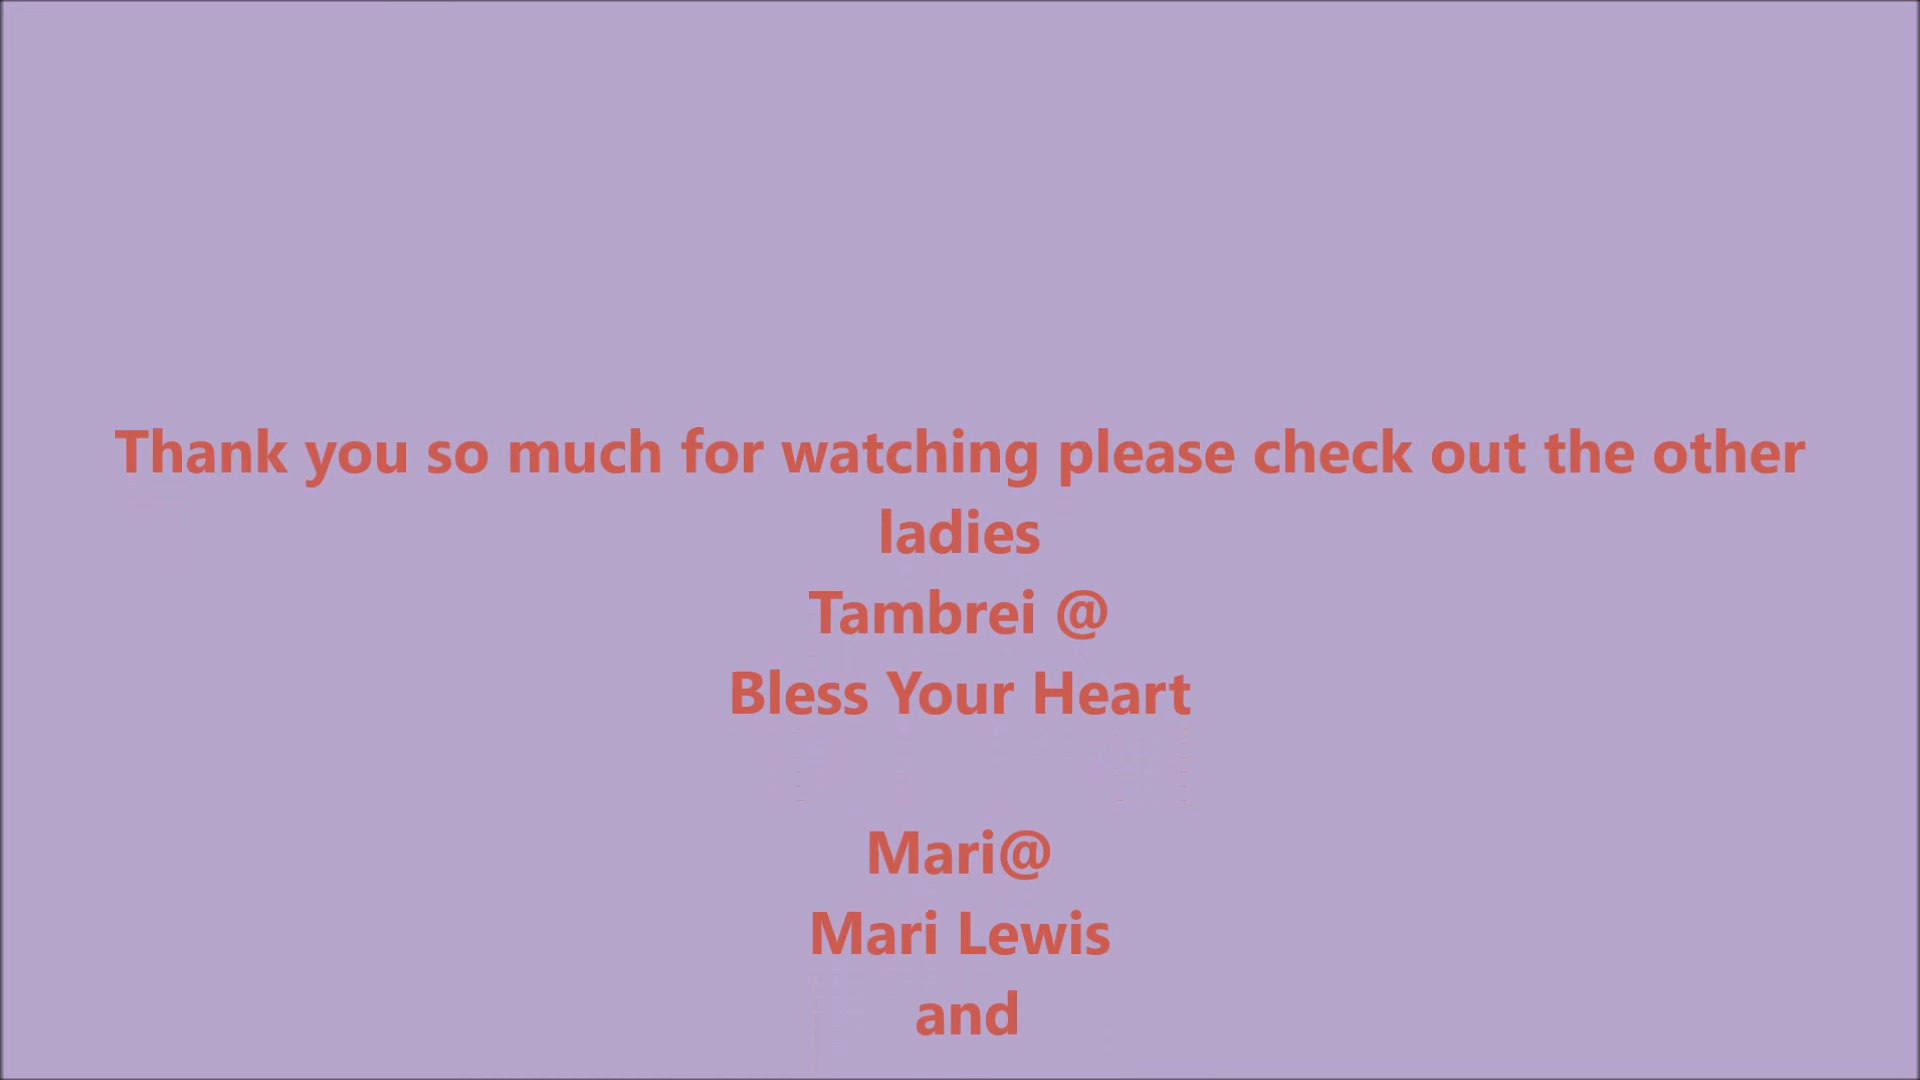 Thank you so much for watching please check out the other
ladies
Tambrei @
Bless Your Heart
Mari@
Mari Lewis
and